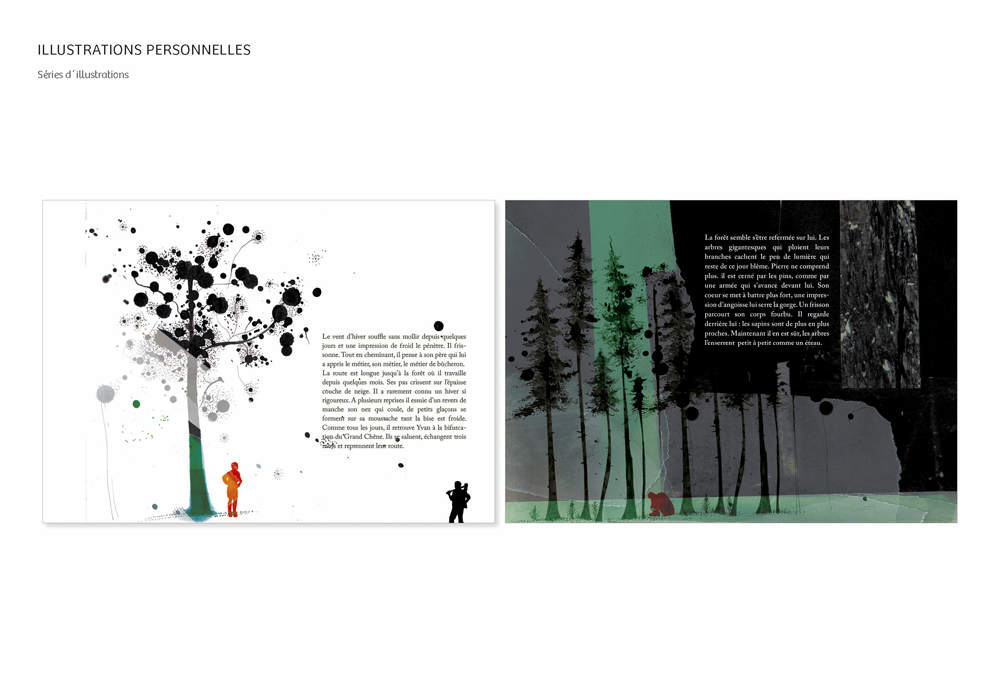 ILLUSTRATIONS PERSONNELLES
Séries d´illustrations
Le vent d'hiver souffle sans mollir depuis quelques
jours et une impression de froid le pénètre. Il fris-
sonne. Tout en cheminant, il pense à son père qui lui
a appris le métier, son métier, le métier de bûcheron.
La route est longue jusqu'à la forêt où il travaille
depuis quelques mois. Ses pas crissent sur l'épaisse
couche de neige. Il a rarement connu un hiver si
rigoureux. A plusieurs reprises il essuie d'un revers de
manche son nez qui coule, de petits glaçons se
forment sur sa moustache tant la bise est froide.
Comme tous les jours, il retrouve Yvan à la bifurca-
tion du Grand Chêne. Ils se saluent, échangent trois
mots et reprennent leur route.
La forêt semble s'être refermée sur lui. Les
arbres gigantesques qui ploient leurs
branches cachent le peu de lumière qui
reste de ce jour blême. Pierre ne comprend
plus. il est cerné par les pins, comme par
une armée qui s'avance devant lui. Son
coeur se met à battre plus fort, une impres-
sion d'angoisse lui serre la gorge. Un frisson
parcourt son corps fourbu. Il regarde
derrière lui : les sapins sont de plus en plus
proches. Maintenant il en est sûr, les arbres
l'enserrent petit à petit comme un étau.